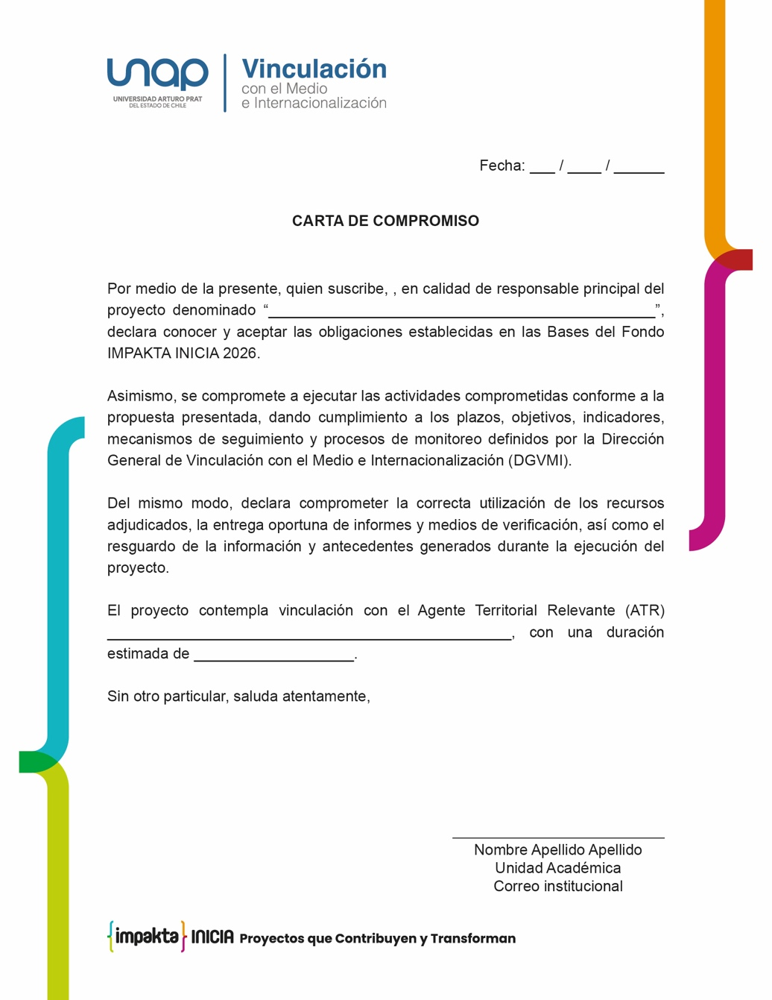 unap
UNIVERSIDAD ARTURO PRAT
DEL ESTADO DE CHILE
Vinculación
con el Medio
e Internacionalización
Fecha: ___ / ____ / ______
CARTA DE COMPROMISO
Por medio de la presente, quien suscribe, , en calidad de responsable principal del
proyecto denominado “______________________________________________”,
declara conocer y aceptar las obligaciones establecidas en las Bases del Fondo
IMPAKTA INICIA 2026.
Asimismo, se compromete a ejecutar las actividades comprometidas conforme a la
propuesta presentada, dando cumplimiento a los plazos, objetivos, indicadores,
mecanismos de seguimiento y procesos de monitoreo definidos por la Dirección
General de Vinculación con el Medio e Internacionalización (DGVMI).
Del mismo modo, declara comprometer la correcta utilización de los recursos
adjudicados, la entrega oportuna de informes y medios de verificación, así como el
resguardo de la información y antecedentes generados durante la ejecución del
proyecto.
El proyecto contempla vinculación con el Agente Territorial Relevante (ATR)
________________________________________________, con una duración
estimada de ___________________.
Sin otro particular, saluda atentamente,
Nombre Apellido Apellido
Unidad Académica
Correo institucional
{impakta} INICIA Proyectos que Contribuyen y Transforman